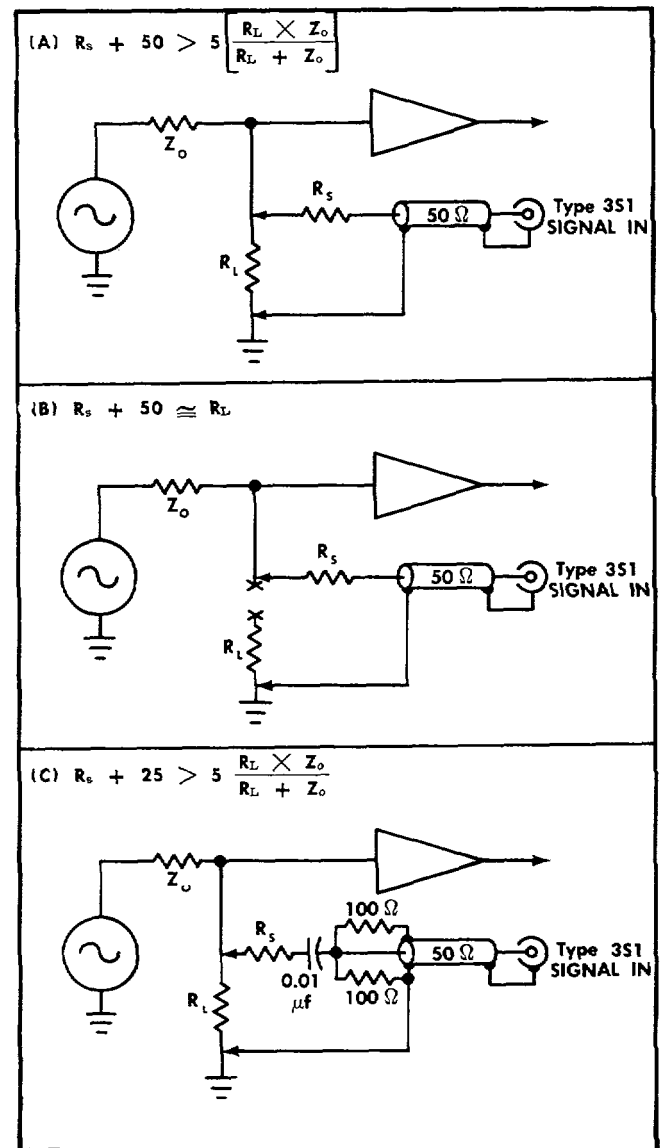 (A) Rs + 50 > 5 [RL × Zo / RL + Zo]
Zo
Rs
50 Ω
Type 3S1
SIGNAL IN
RL
(B) Rs + 50 ≅ RL
Zo
Rs
50 Ω
Type 3S1
SIGNAL IN
RL
(C) Rs + 25 > 5 RL × Zo / RL + Zo
Zo
100 Ω
Rs
50 Ω
Type 3S1
SIGNAL IN
0.01
μf
100 Ω
RL